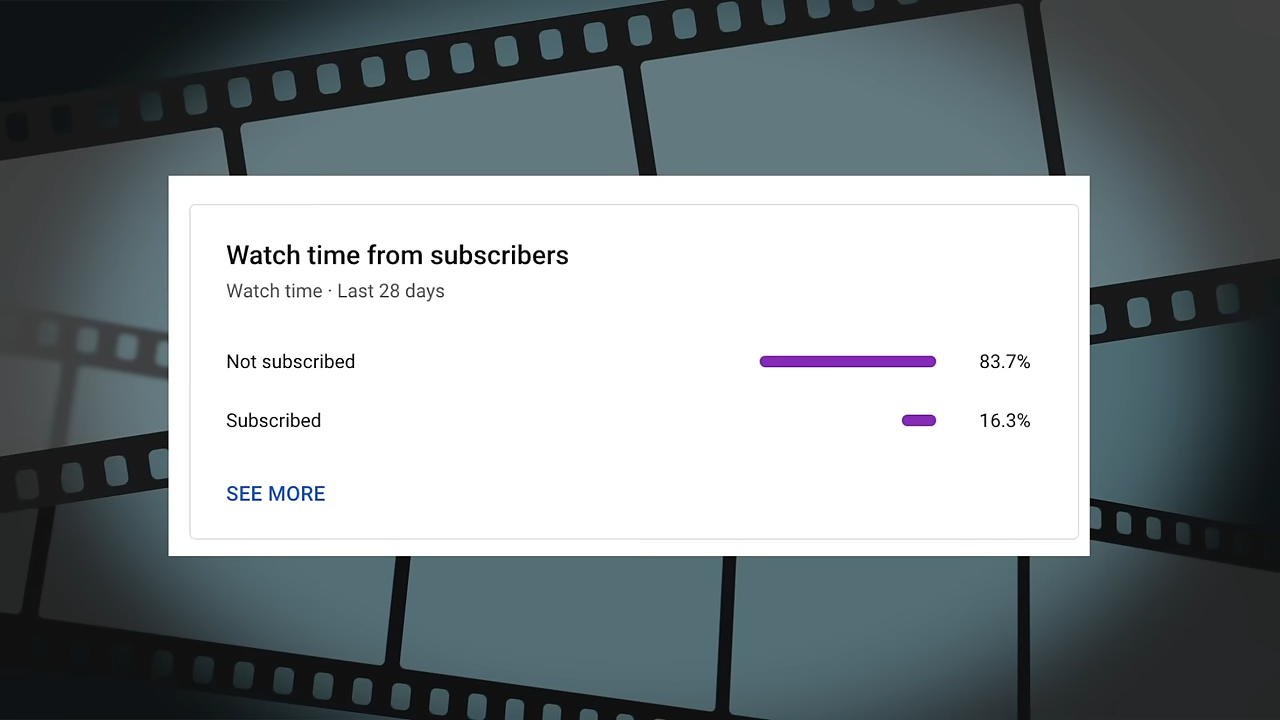 Watch time from subscribers
Watch time · Last 28 days
Not subscribed 83.7%
Subscribed 16.3%
SEE MORE